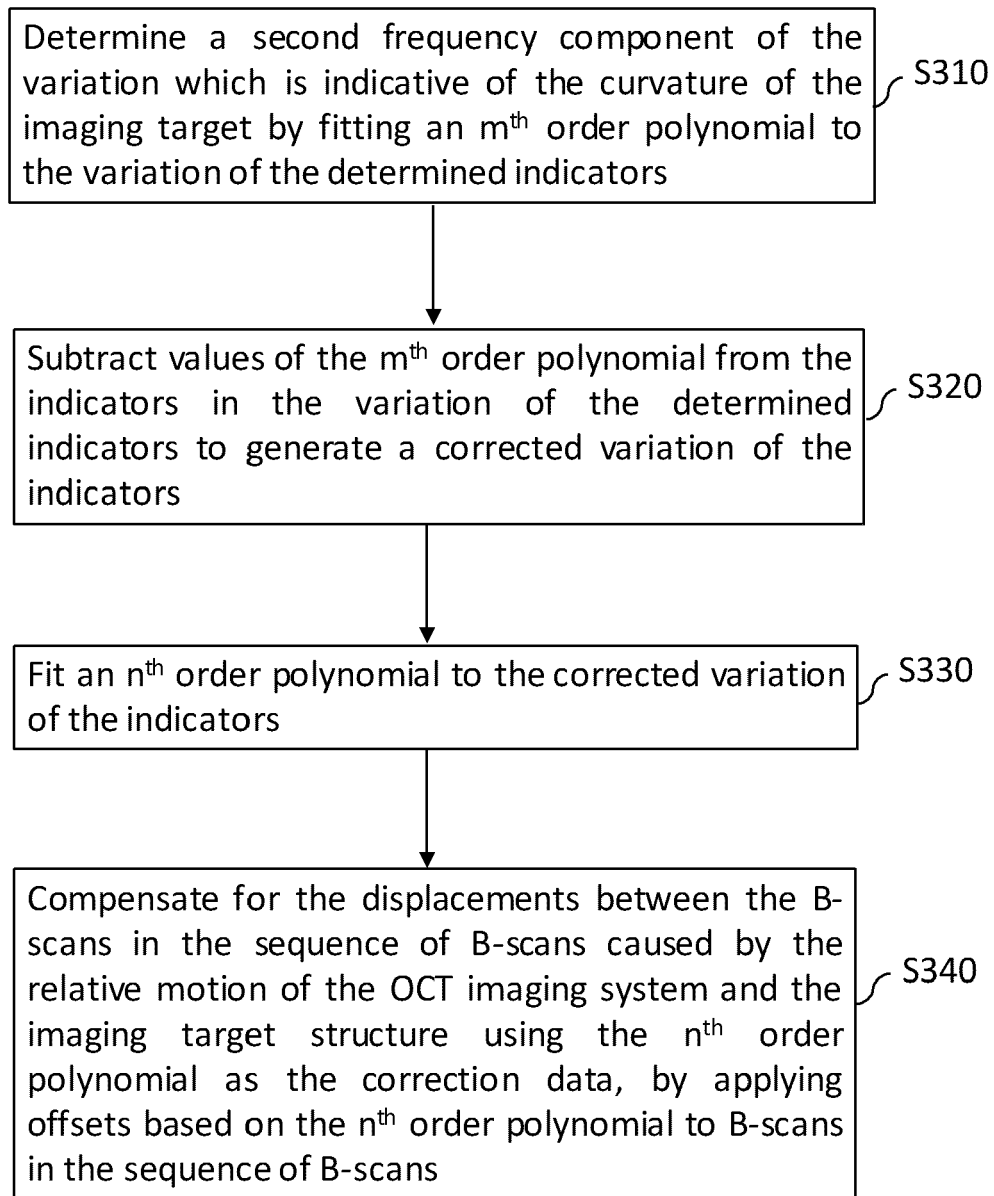 Determine a second frequency component of the
variation which is indicative of the curvature of the
imaging target by fitting an mth order polynomial to
the variation of the determined indicators
S310
Subtract values of the mth order polynomial from the
indicators in the variation of the determined
indicators to generate a corrected variation of the
indicators
S320
Fit an nth order polynomial to the corrected variation
of the indicators
S330
Compensate for the displacements between the B-
scans in the sequence of B-scans caused by the
relative motion of the OCT imaging system and the
imaging target structure using the nth order
polynomial as the correction data, by applying
offsets based on the nth order polynomial to B-scans
in the sequence of B-scans
S340